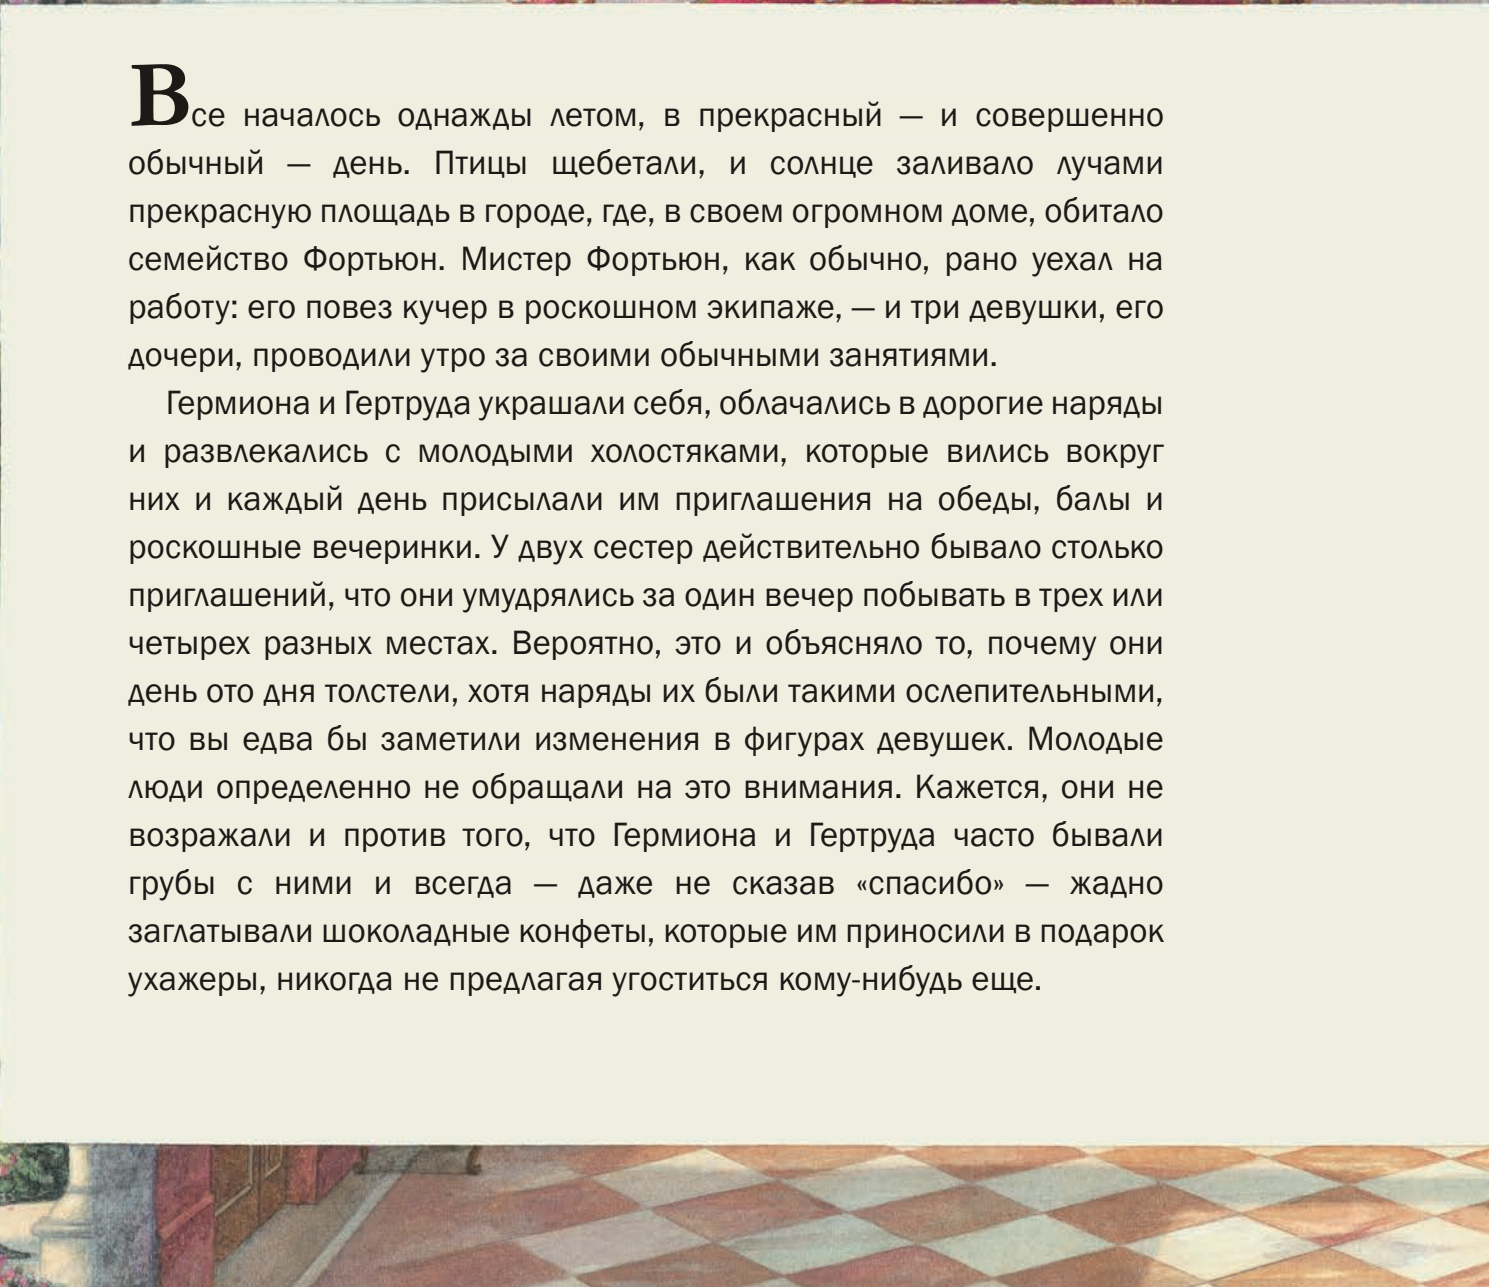 Все началось однажды летом, в прекрасный — и совершенно
обычный — день. Птицы щебетали, и солнце заливало лучами
прекрасную площадь в городе, где, в своем огромном доме, обитало
семейство Фортьюн. Мистер Фортьюн, как обычно, рано уехал на
работу: его повез кучер в роскошном экипаже, — и три девушки, его
дочери, проводили утро за своими обычными занятиями.
Гермиона и Гертруда украшали себя, облачались в дорогие наряды
и развлекались с молодыми холостяками, которые вились вокруг
них и каждый день присылали им приглашения на обеды, балы и
роскошные вечеринки. У двух сестер действительно бывало столько
приглашений, что они умудрялись за один вечер побывать в трех или
четырех разных местах. Вероятно, это и объясняло то, почему они
день ото дня толстели, хотя наряды их были такими ослепительными,
что вы едва бы заметили изменения в фигурах девушек. Молодые
люди определенно не обращали на это внимания. Кажется, они не
возражали и против того, что Гермиона и Гертруда часто бывали
грубы с ними и всегда — даже не сказав «спасибо» — жадно
заглатывали шоколадные конфеты, которые им приносили в подарок
ухажеры, никогда не предлагая угоститься кому-нибудь еще.